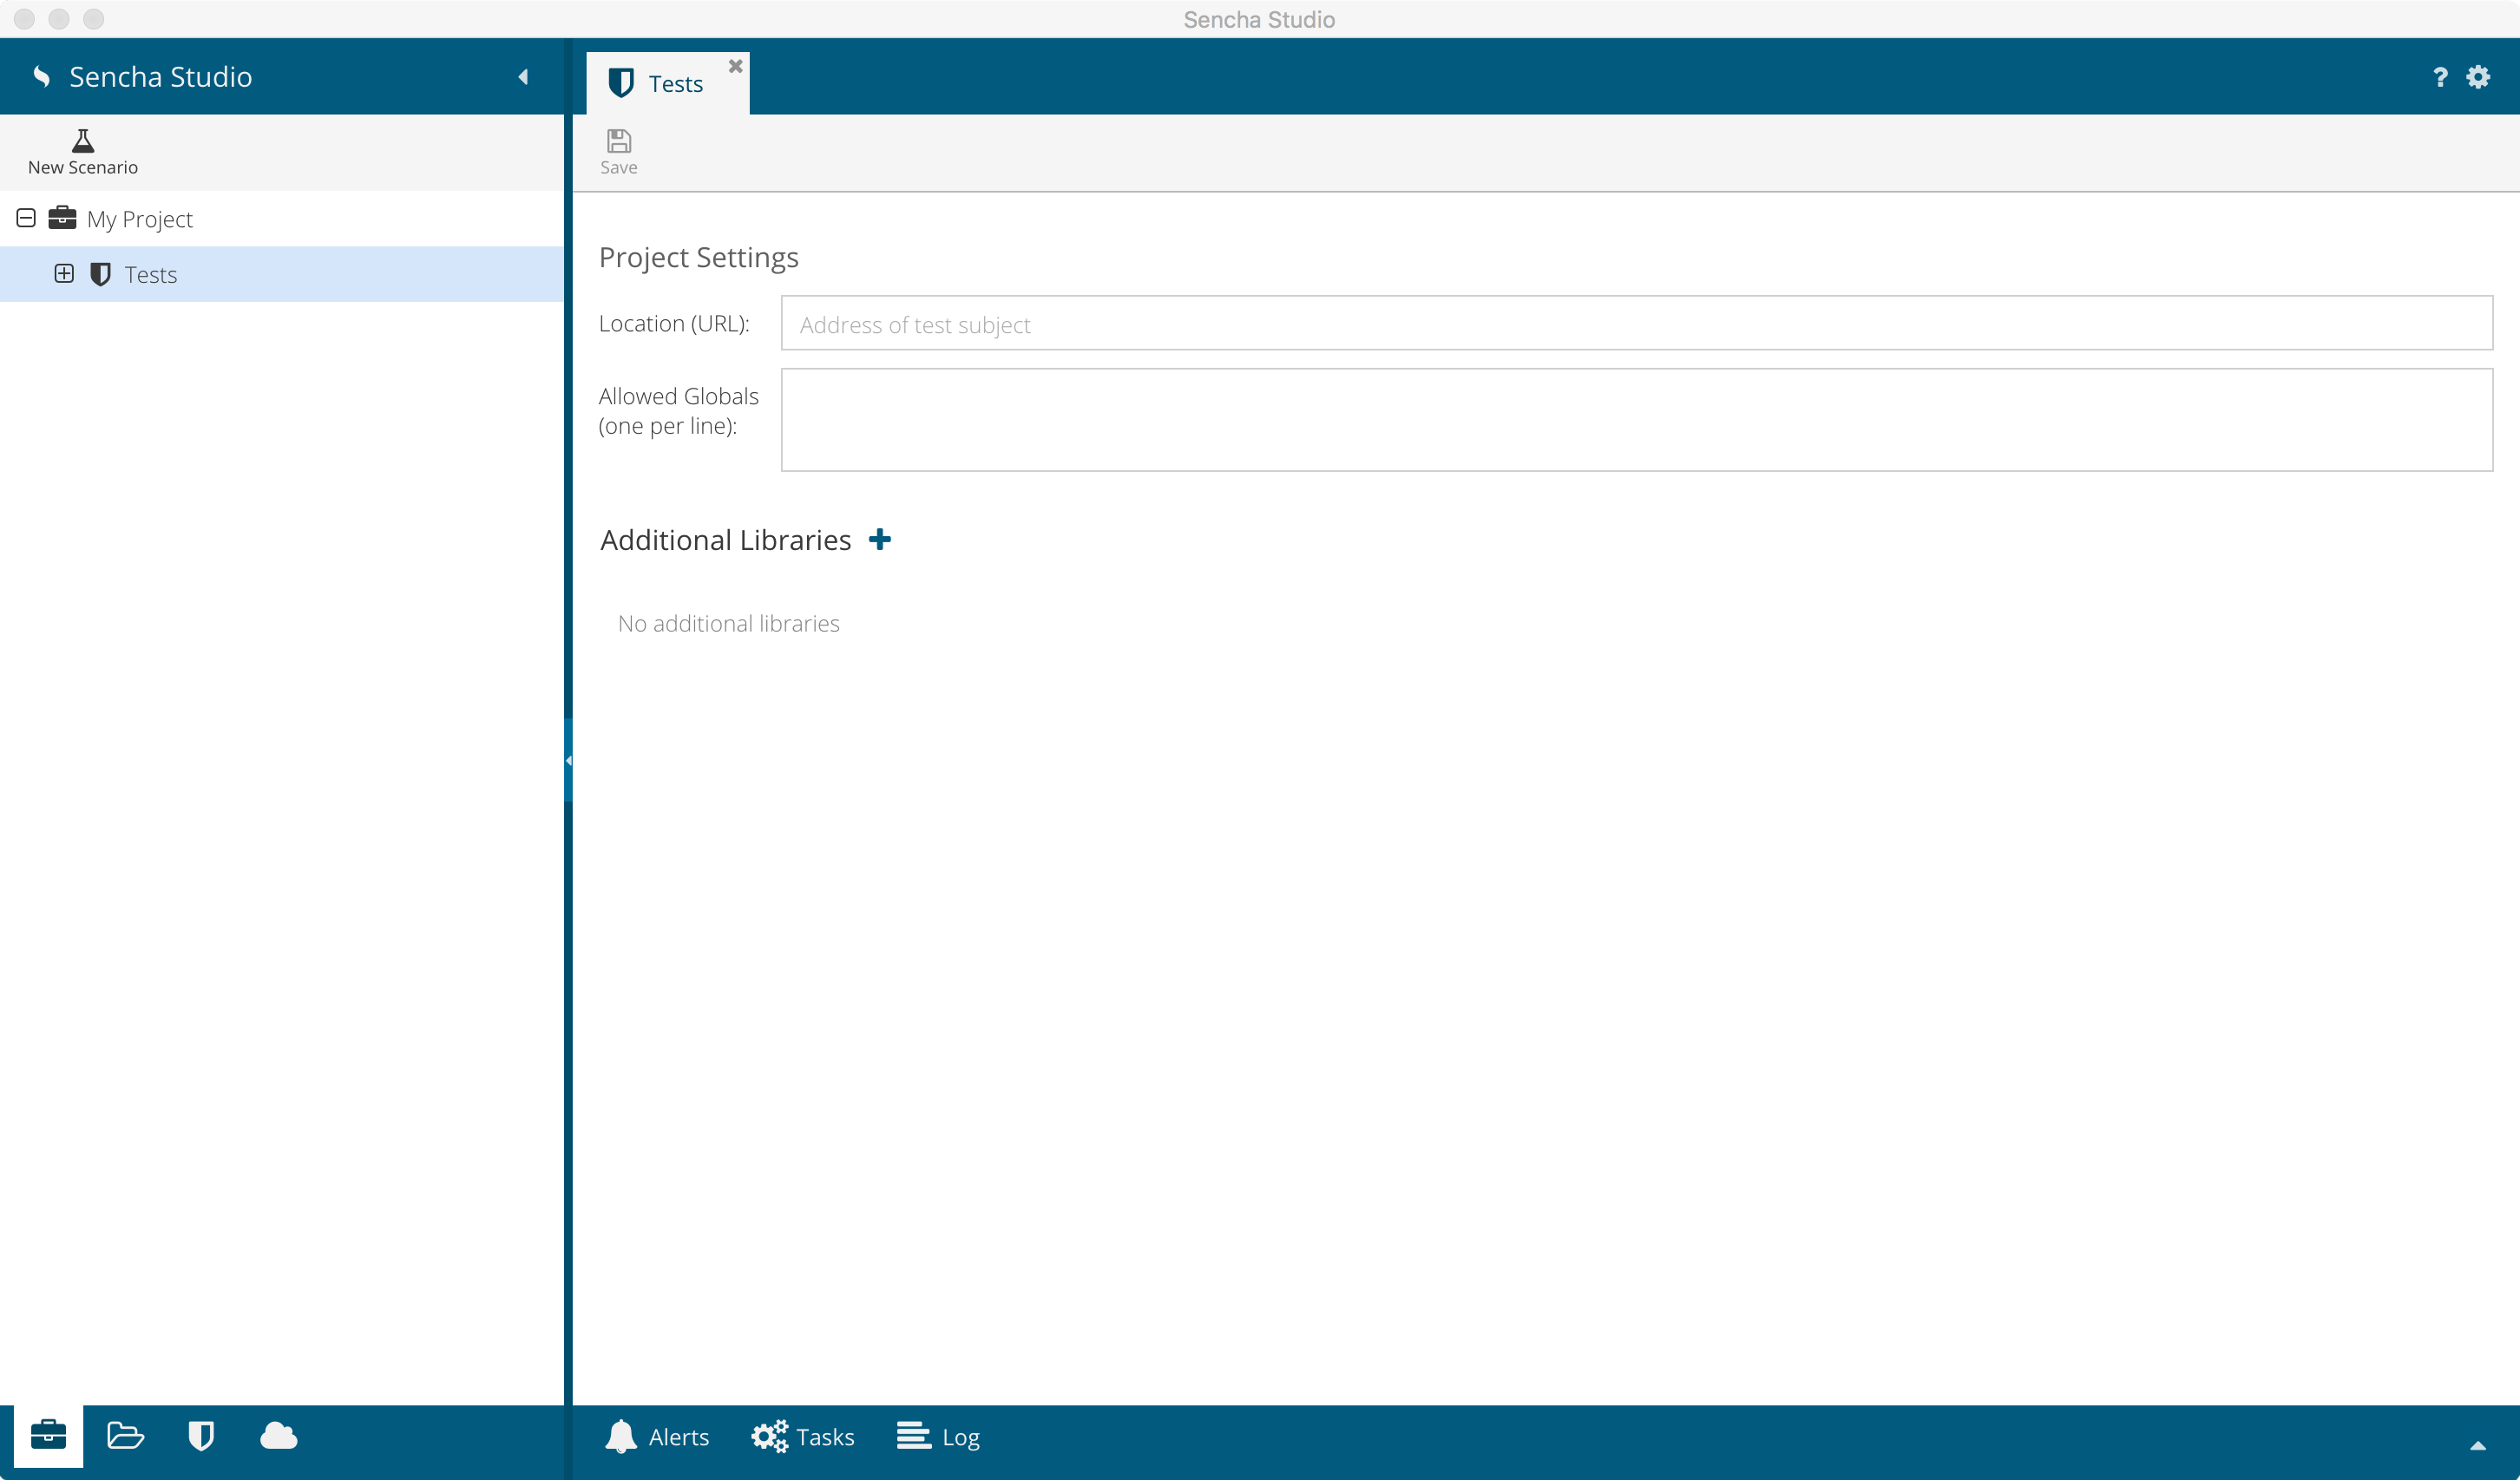 Sencha Studio
Sencha Studio
Tests
?
New Scenario
Save
My Project
Tests
Project Settings
Location (URL):
Address of test subject
Allowed Globals
(one per line):
Additional Libraries
No additional libraries
Alerts
Tasks
Log